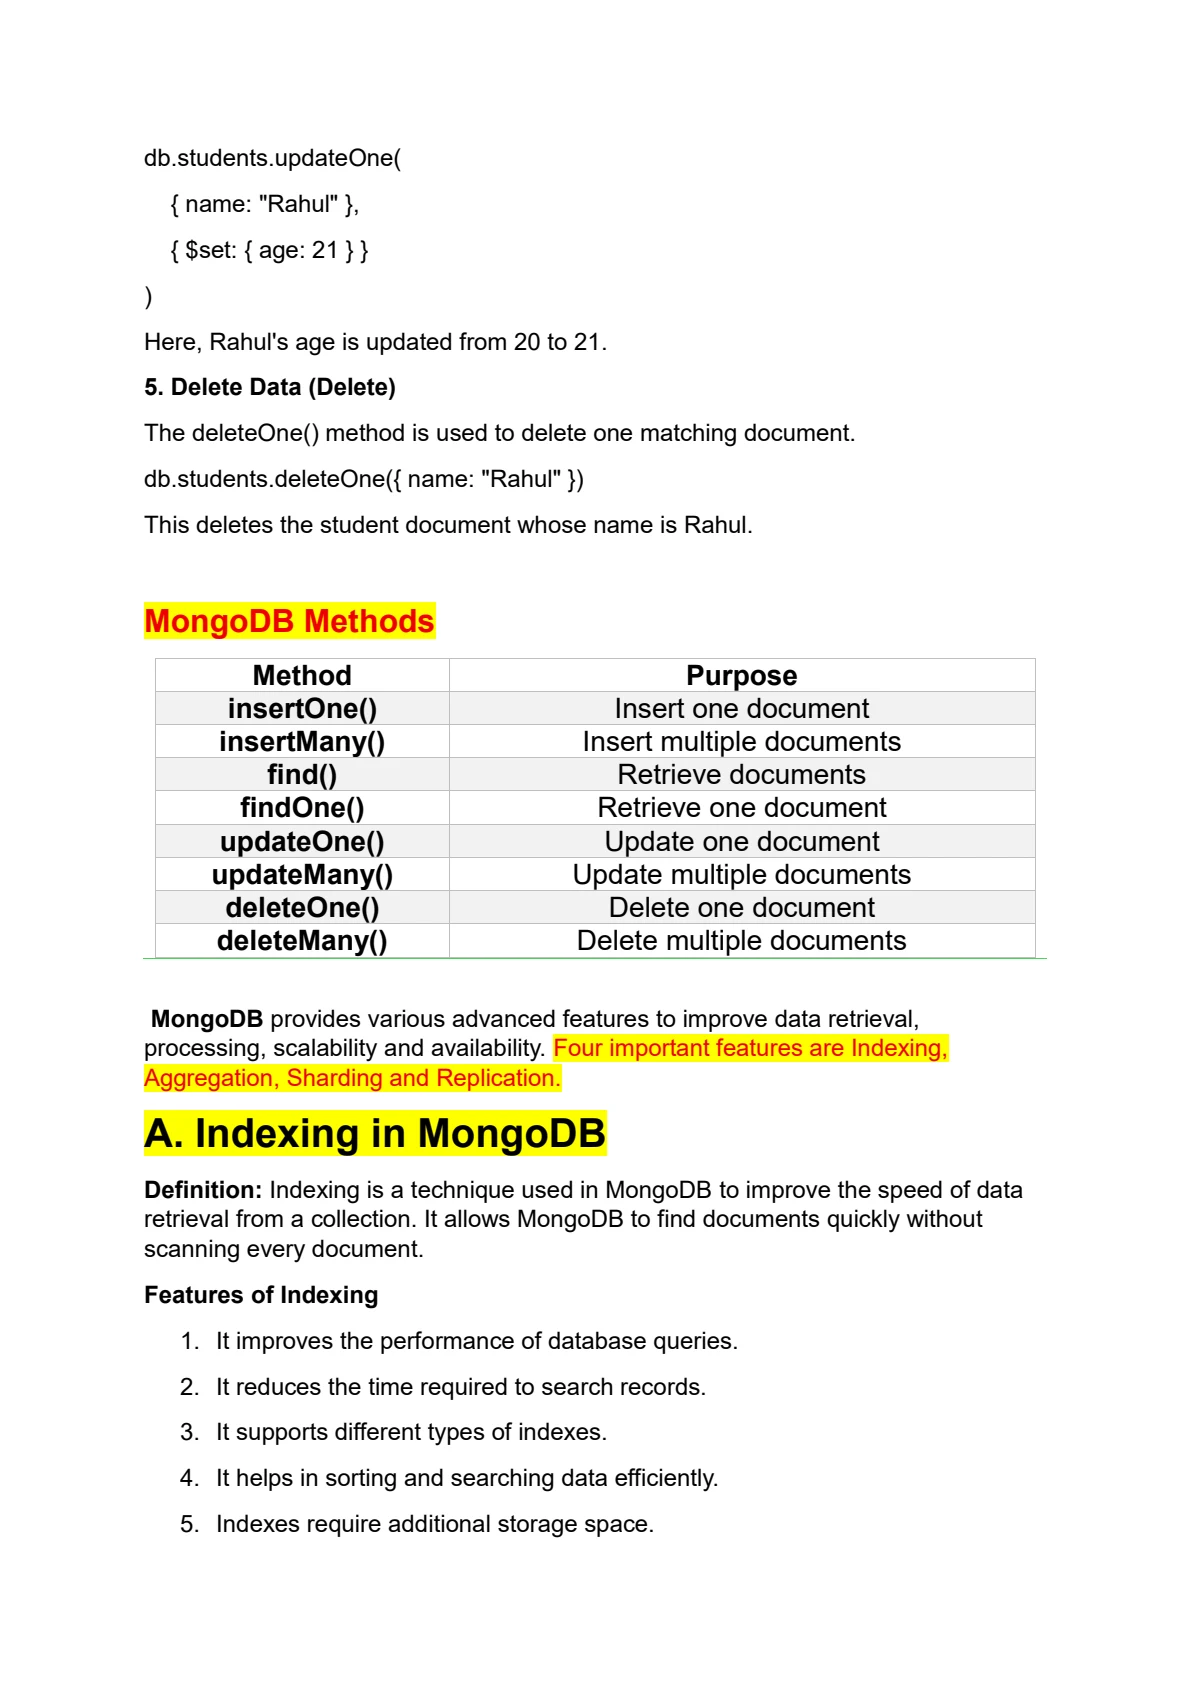 db.students.updateOne(
{ name: "Rahul" },
{ $set: { age: 21 } }
)
Here, Rahul's age is updated from 20 to 21.
5. Delete Data (Delete)
The deleteOne() method is used to delete one matching document.
db.students.deleteOne({ name: "Rahul" })
This deletes the student document whose name is Rahul.
MongoDB Methods
Method Purpose
insertOne() Insert one document
insertMany() Insert multiple documents
find() Retrieve documents
findOne() Retrieve one document
updateOne() Update one document
updateMany() Update multiple documents
deleteOne() Delete one document
deleteMany() Delete multiple documents
MongoDB provides various advanced features to improve data retrieval,
processing, scalability and availability. Four important features are Indexing,
Aggregation, Sharding and Replication.
A. Indexing in MongoDB
Definition: Indexing is a technique used in MongoDB to improve the speed of data
retrieval from a collection. It allows MongoDB to find documents quickly without
scanning every document.
Features of Indexing
1. It improves the performance of database queries.
2. It reduces the time required to search records.
3. It supports different types of indexes.
4. It helps in sorting and searching data efficiently.
5. Indexes require additional storage space.